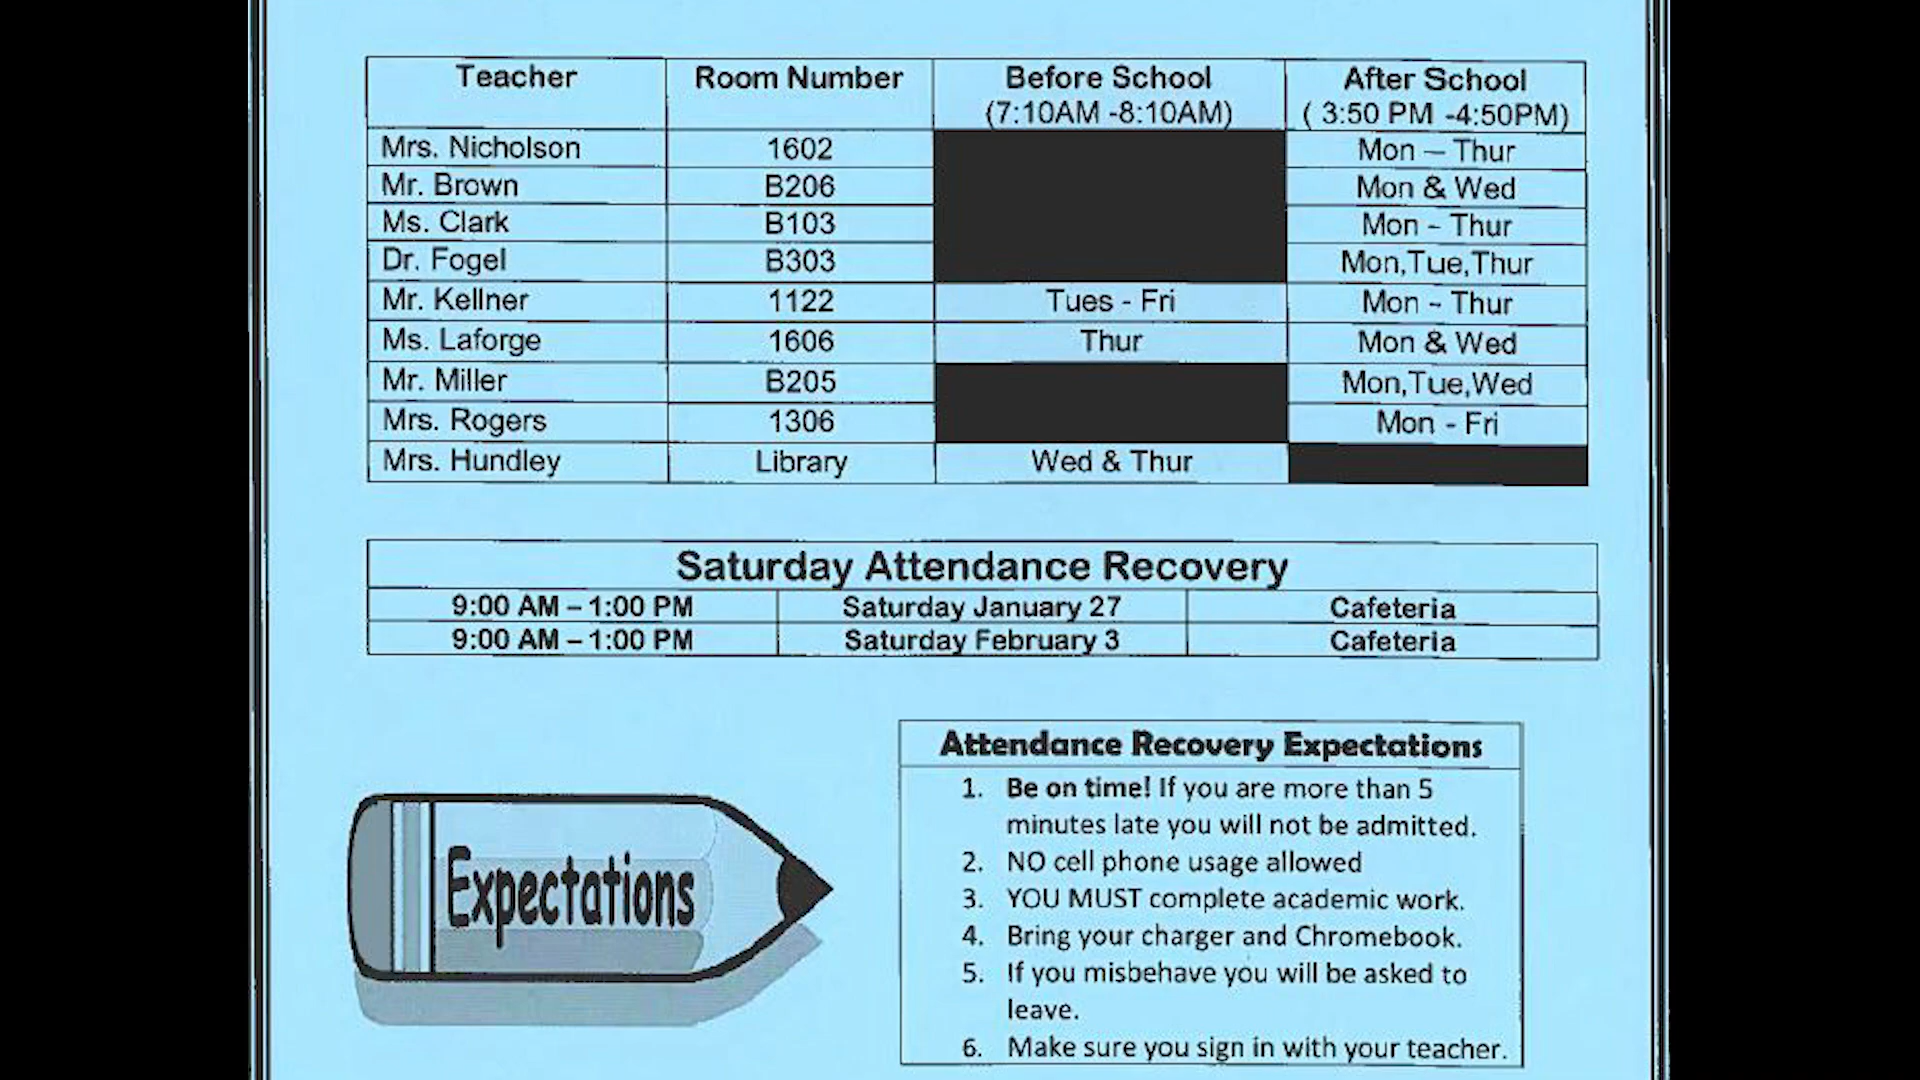 Teacher Room Number Before School After School
(7:10AM -8:10AM) ( 3:50 PM -4:50PM)
Mrs. Nicholson 1602 Mon – Thur
Mr. Brown B206 Mon & Wed
Ms. Clark B103 Mon - Thur
Dr. Fogel B303 Mon,Tue,Thur
Mr. Kellner 1122 Tues - Fri Mon - Thur
Ms. Laforge 1606 Thur Mon & Wed
Mr. Miller B205 Mon,Tue,Wed
Mrs. Rogers 1306 Mon - Fri
Mrs. Hundley Library Wed & Thur
Saturday Attendance Recovery
9:00 AM – 1:00 PM Saturday January 27 Cafeteria
9:00 AM – 1:00 PM Saturday February 3 Cafeteria
Expectations
Attendance Recovery Expectations
1. Be on time! If you are more than 5
minutes late you will not be admitted.
2. NO cell phone usage allowed
3. YOU MUST complete academic work.
4. Bring your charger and Chromebook.
5. If you misbehave you will be asked to
leave.
6. Make sure you sign in with your teacher.